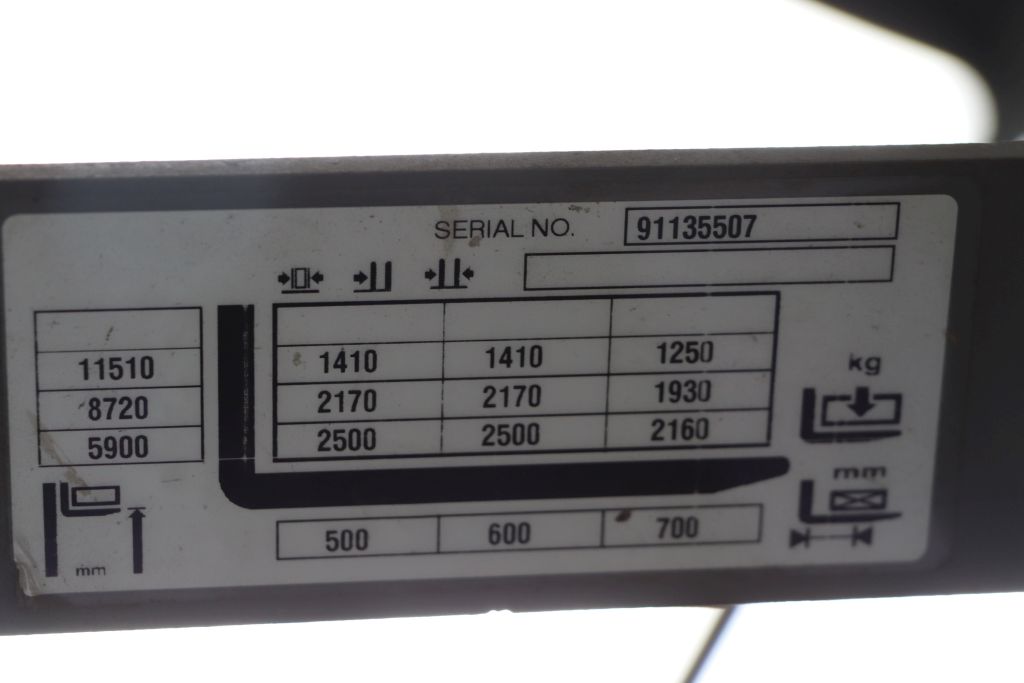 SERIAL NO. 91135507
kg
11510 1410 1410 1250
8720 2170 2170 1930
5900 2500 2500 2160
mm
500 600 700
mm